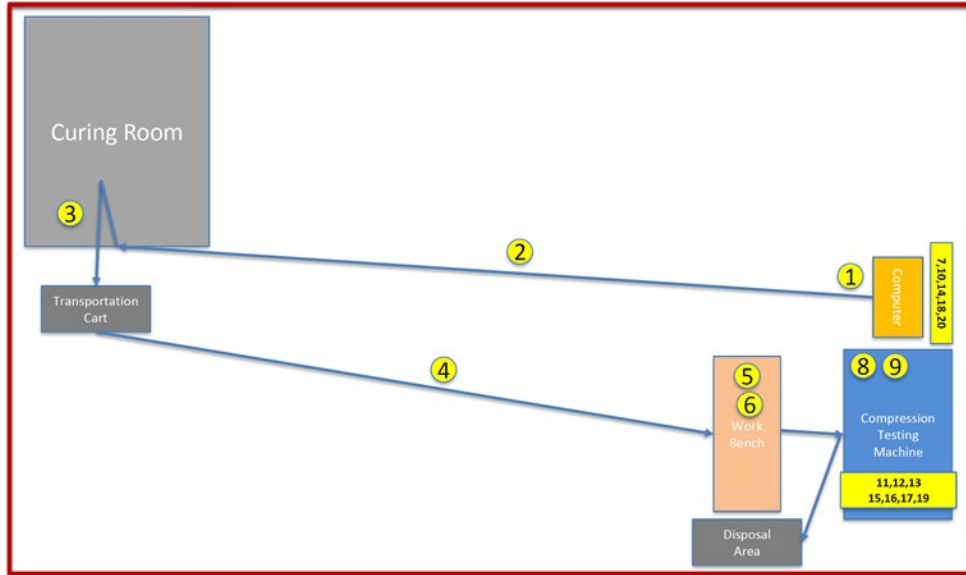 Curing Room
3
2
1
Computer
7,10,14,18,20
Transportation
Cart
4
5
6
Work
Bench
8 9
Compression
Testing
Machine
11,12,13
15,16,17,19
Disposal
Area